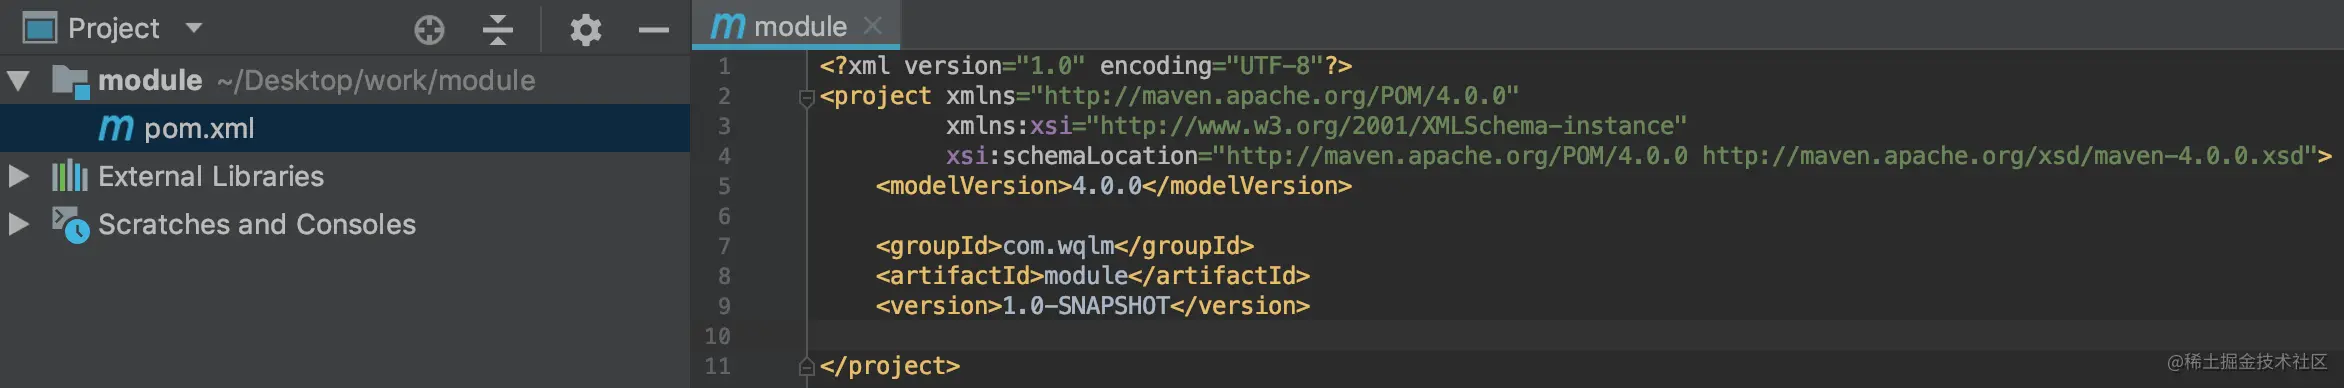 Project
module ~/Desktop/work/module
pom.xml
External Libraries
Scratches and Consoles
module
1 <?xml version="1.0" encoding="UTF-8"?>
2 <project xmlns="http://maven.apache.org/POM/4.0.0"
3 xmlns:xsi="http://www.w3.org/2001/XMLSchema-instance"
4 xsi:schemaLocation="http://maven.apache.org/POM/4.0.0 http://maven.apache.org/xsd/maven-4.0.0.xsd">
5 <modelVersion>4.0.0</modelVersion>
6
7 <groupId>com.wqlm</groupId>
8 <artifactId>module</artifactId>
9 <version>1.0-SNAPSHOT</version>
10
11 </project>
@稀土掘金技术社区